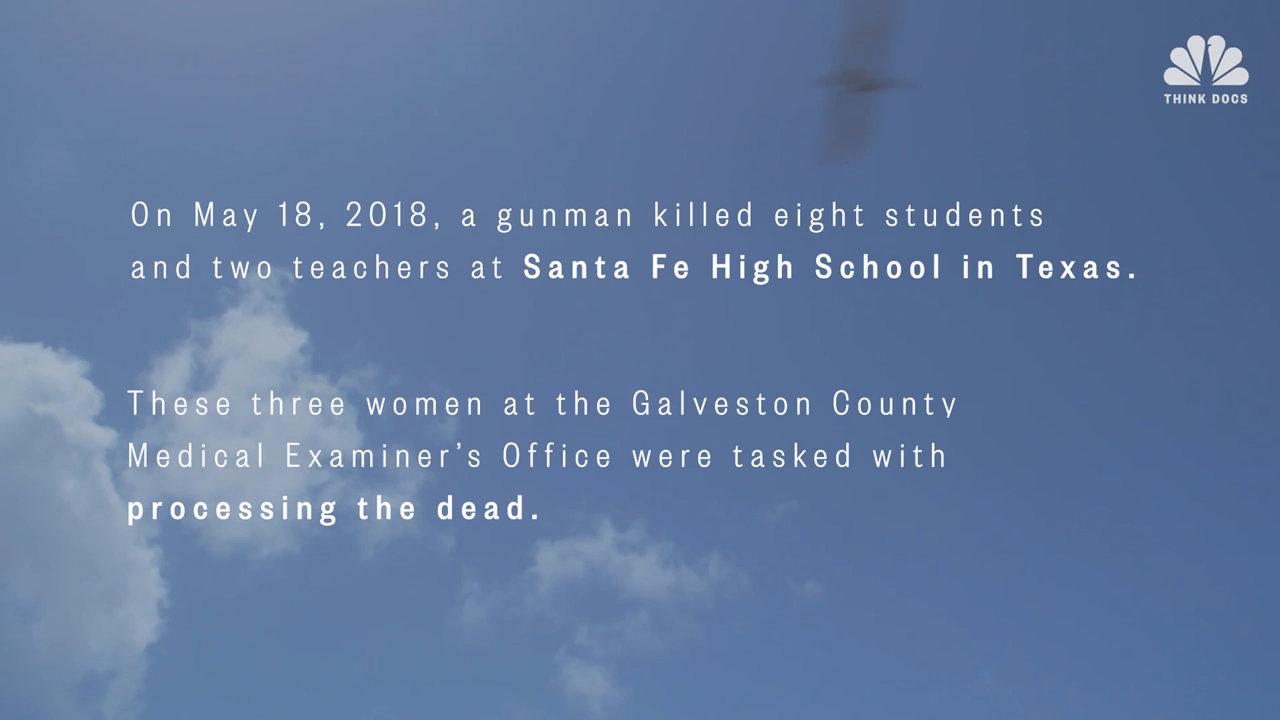 THINK DOCS
On May 18, 2018, a gunman killed eight students
and two teachers at Santa Fe High School in Texas.
These three women at the Galveston County
Medical Examiner’s Office were tasked with
processing the dead.